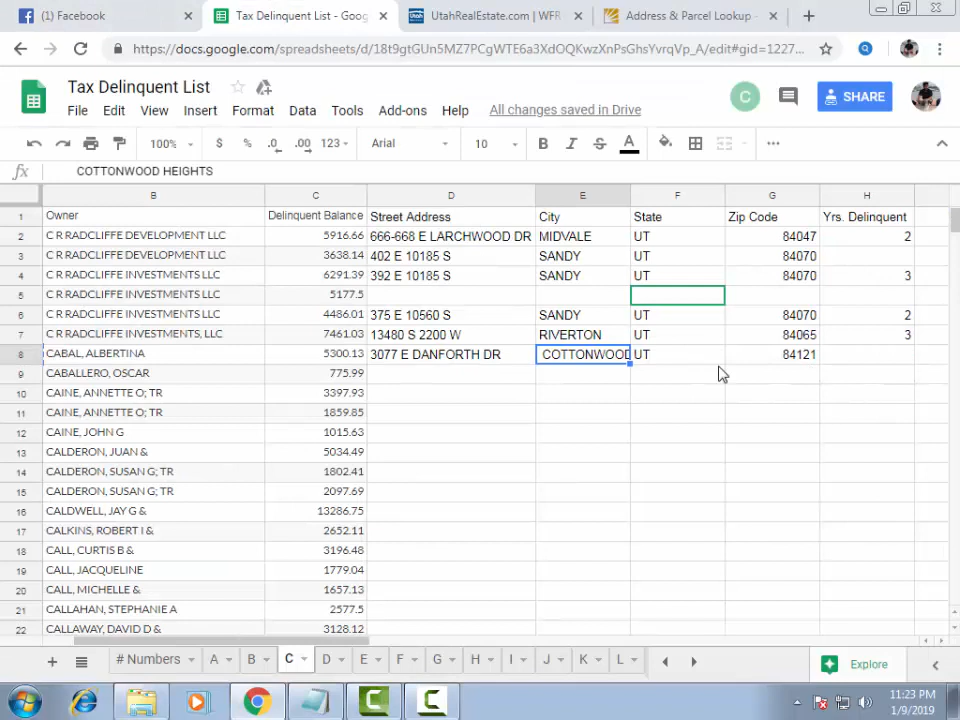 Facebook
Tax Delinquent List - Goog
UtahRealEstate.com | WFR
Address & Parcel Lookup -
https://docs.google.com/spreadsheets/d/18t9gtGUn5MZ7PCgWTE6a3XdOQKwzXnPsGhsYvrqVp_A/edit#gid=1227...
Tax Delinquent List
File Edit View Insert Format Data Tools Add-ons Help All changes saved in Drive
C
SHARE
100% $ % .0 .00 123 Arial 10 B I S A
fx COTTONWOOD HEIGHTS
B C D E F G H
1 Owner Delinquent Balance Street Address City State Zip Code Yrs. Delinquent
2 C R RADCLIFFE DEVELOPMENT LLC 5916.66 666-668 E LARCHWOOD DR MIDVALE UT 84047 2
3 C R RADCLIFFE DEVELOPMENT LLC 3638.14 402 E 10185 S SANDY UT 84070
4 C R RADCLIFFE INVESTMENTS LLC 6291.39 392 E 10185 S SANDY UT 84070 3
5 C R RADCLIFFE INVESTMENTS LLC 5177.5
6 C R RADCLIFFE INVESTMENTS LLC 4486.01 375 E 10560 S SANDY UT 84070 2
7 C R RADCLIFFE INVESTMENTS, LLC 7461.03 13480 S 2200 W RIVERTON UT 84065 3
8 CABAL, ALBERTINA 5300.13 3077 E DANFORTH DR COTTONWOOD UT 84121
9 CABALLERO, OSCAR 775.99
10 CAINE, ANNETTE O; TR 3397.93
11 CAINE, ANNETTE O; TR 1859.85
12 CAINE, JOHN G 1015.63
13 CALDERON, JUAN & 5034.49
14 CALDERON, SUSAN G; TR 1802.41
15 CALDERON, SUSAN G; TR 2097.69
16 CALDWELL, JAY G & 13286.75
17 CALKINS, ROBERT I & 2652.11
18 CALL, CURTIS B & 3196.48
19 CALL, JACQUELINE 1779.04
20 CALL, MICHELLE & 1657.13
21 CALLAHAN, STEPHANIE A 2577.5
22 CALLAWAY, DAVID D & 3128.12
# Numbers A B C D E F G H I J K L Explore
11:23 PM
1/9/2019